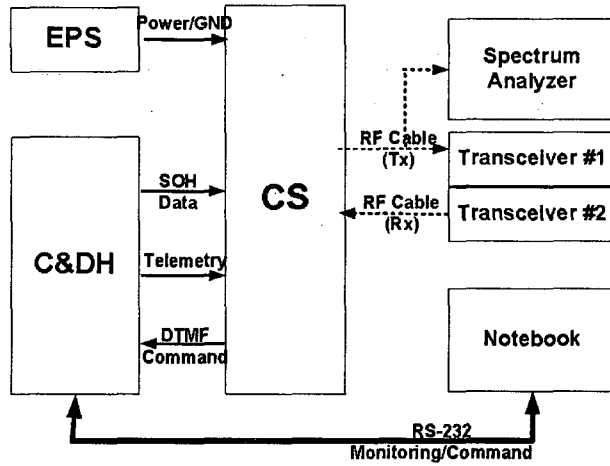 EPS
Power/GND
Spectrum
Analyzer
RF Cable
(Tx)
Transceiver #1
SOH
Data
CS
RF Cable
(Rx)
Transceiver #2
C&DH
Telemetry
DTMF
Command
Notebook
RS-232
Monitoring/Command